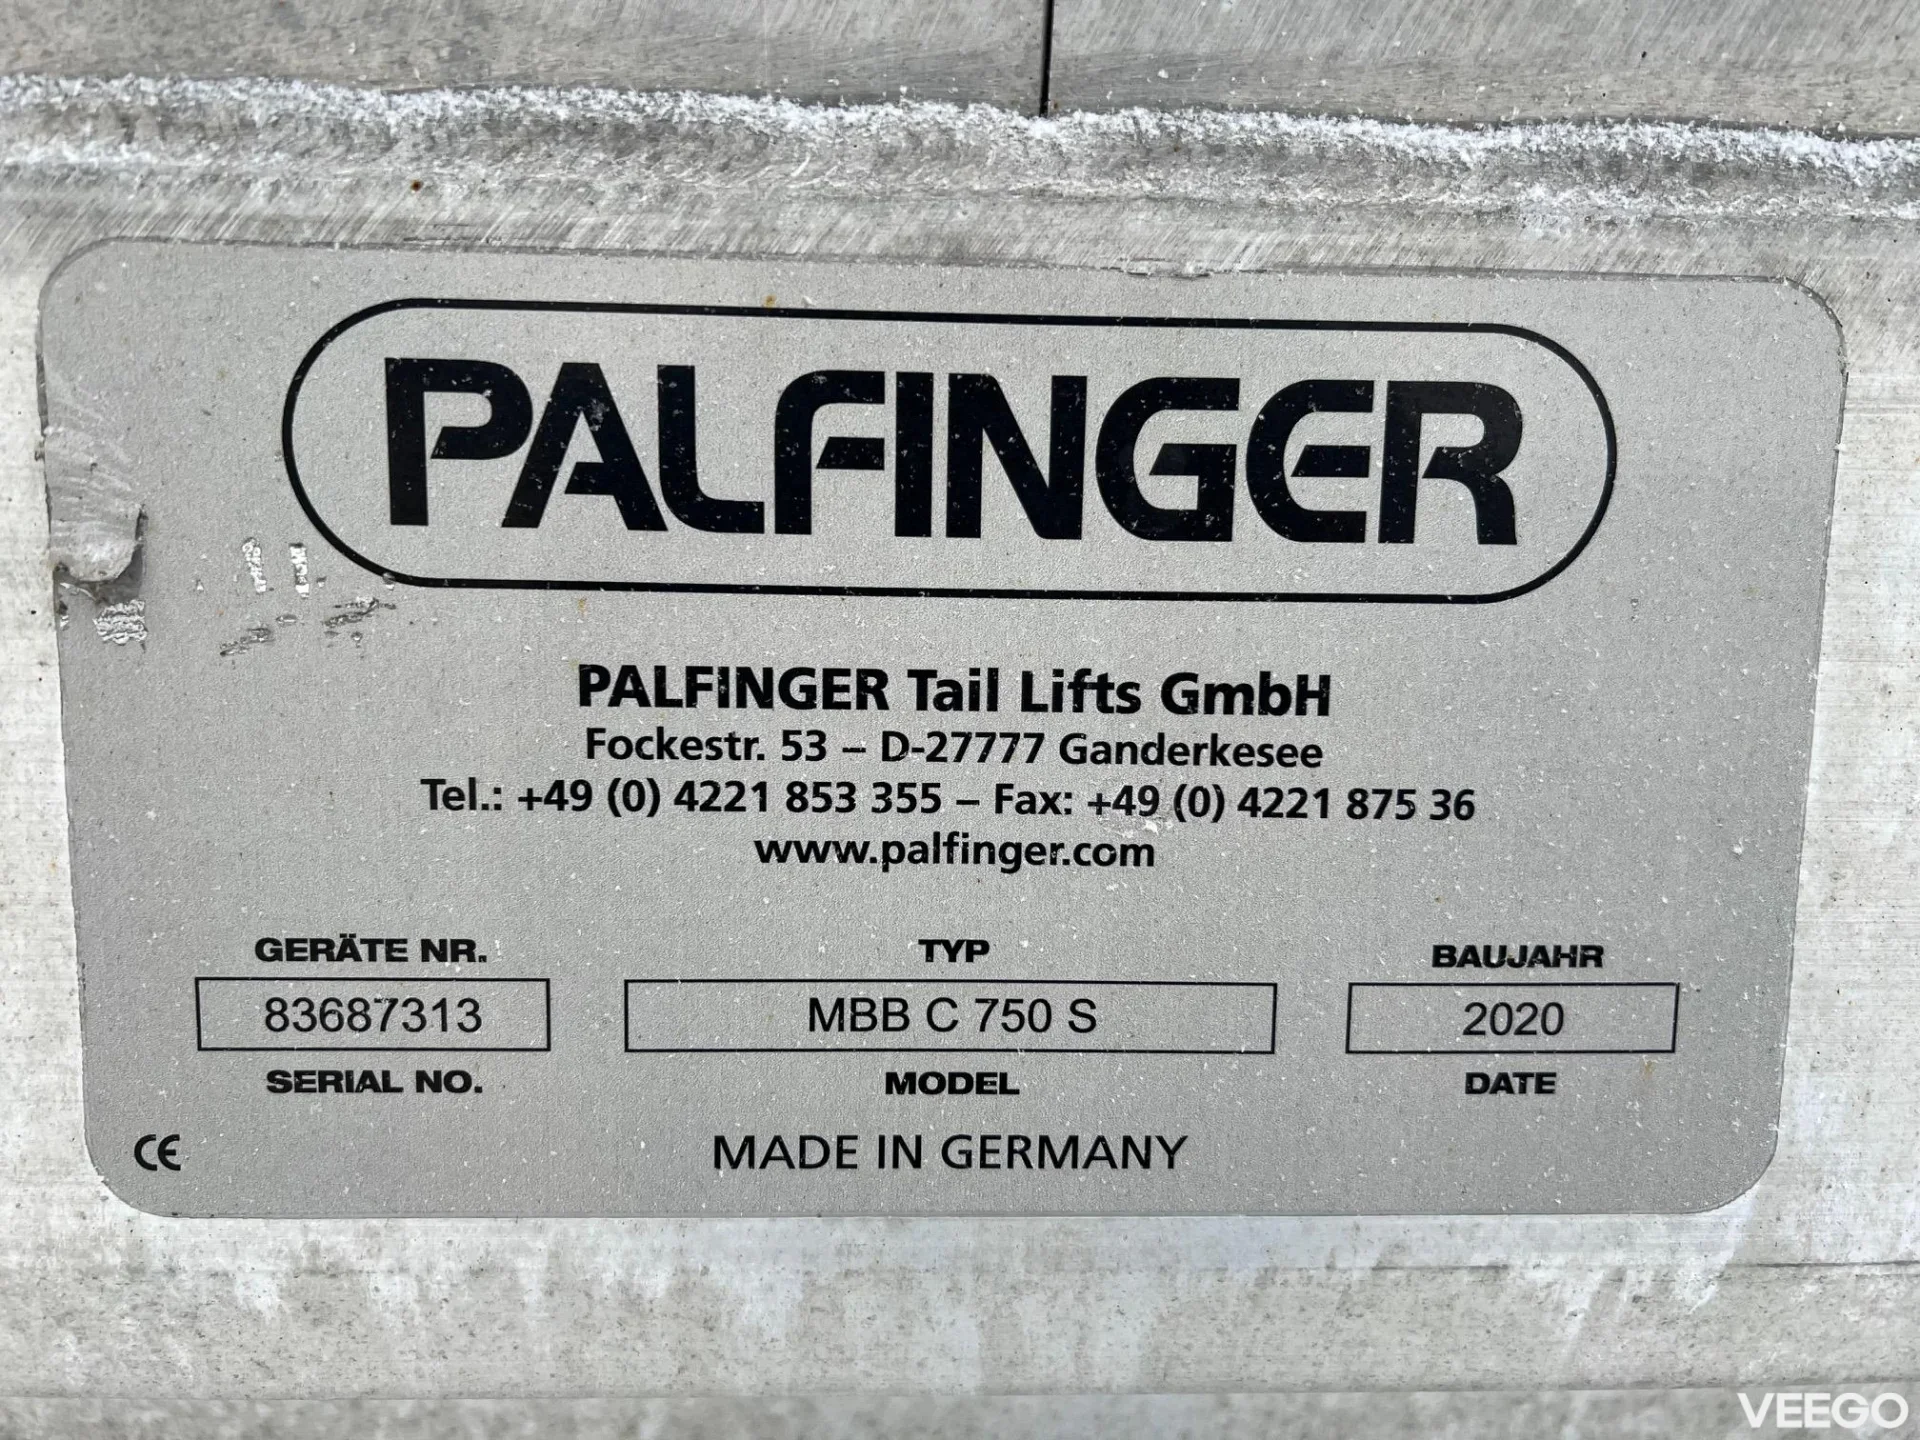 PALFINGER
PALFINGER Tail Lifts GmbH
Fockestr. 53 – D-27777 Ganderkesee
Tel.: +49 (0) 4221 853 355 – Fax: +49 (0) 4221 875 36
www.palfinger.com
GERÄTE NR. TYP BAUJAHR
83687313 MBB C 750 S 2020
SERIAL NO. MODEL DATE
CE MADE IN GERMANY
VEEGO